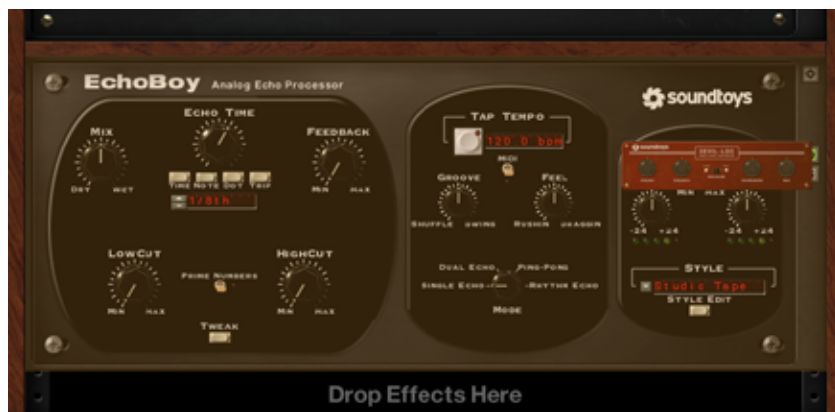 EchoBoy Analog Echo Processor
soundtoys
ECHO TIME
MIX
FEEDBACK
DRY WET
MIN MAX
TIME NOTE DOT TRIP
1/8th
LOWCUT
HIGHCUT
PRIME NUMBERS
MIN MAX
MIN MAX
TWEAK
TAP TEMPO
120.0 bpm
MIDI
GROOVE
FEEL
SHUFFLE SWING
RUSHIN DRAGGIN
DUAL ECHO
PING-PONG
SINGLE ECHO
RHYTHM ECHO
MODE
soundtoys
DEVIL-LOC
MIN MAX
-24 +24
-24 +24
STYLE
Studio Tape
STYLE EDIT
Drop Effects Here